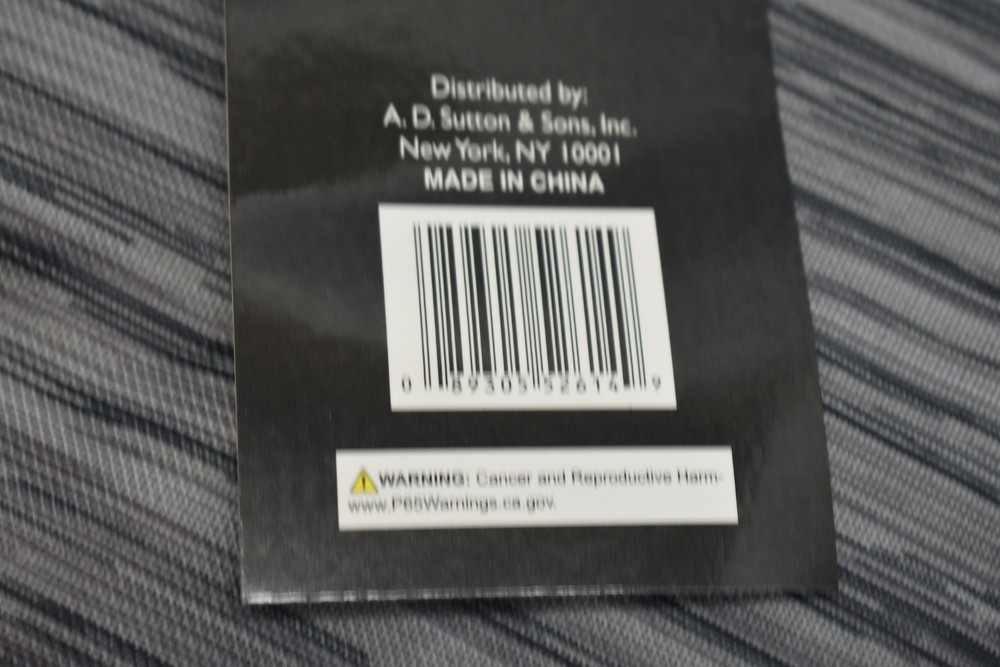 Distributed by:
A. D. Sutton & Sons, Inc.
New York, NY 10001
MADE IN CHINA
0 89305 52614 9
WARNING: Cancer and Reproductive Harm-
www.P65Warnings.ca.gov.